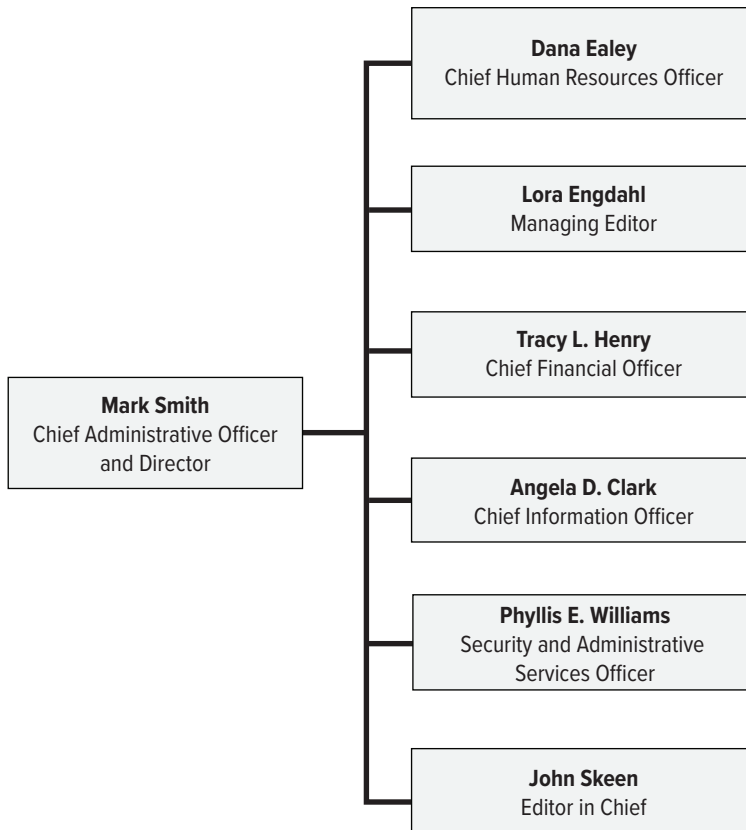 Dana Ealey
Chief Human Resources Officer
Lora Engdahl
Managing Editor
Tracy L. Henry
Chief Financial Officer
Mark Smith
Chief Administrative Officer
and Director
Angela D. Clark
Chief Information Officer
Phyllis E. Williams
Security and Administrative
Services Officer
John Skeen
Editor in Chief